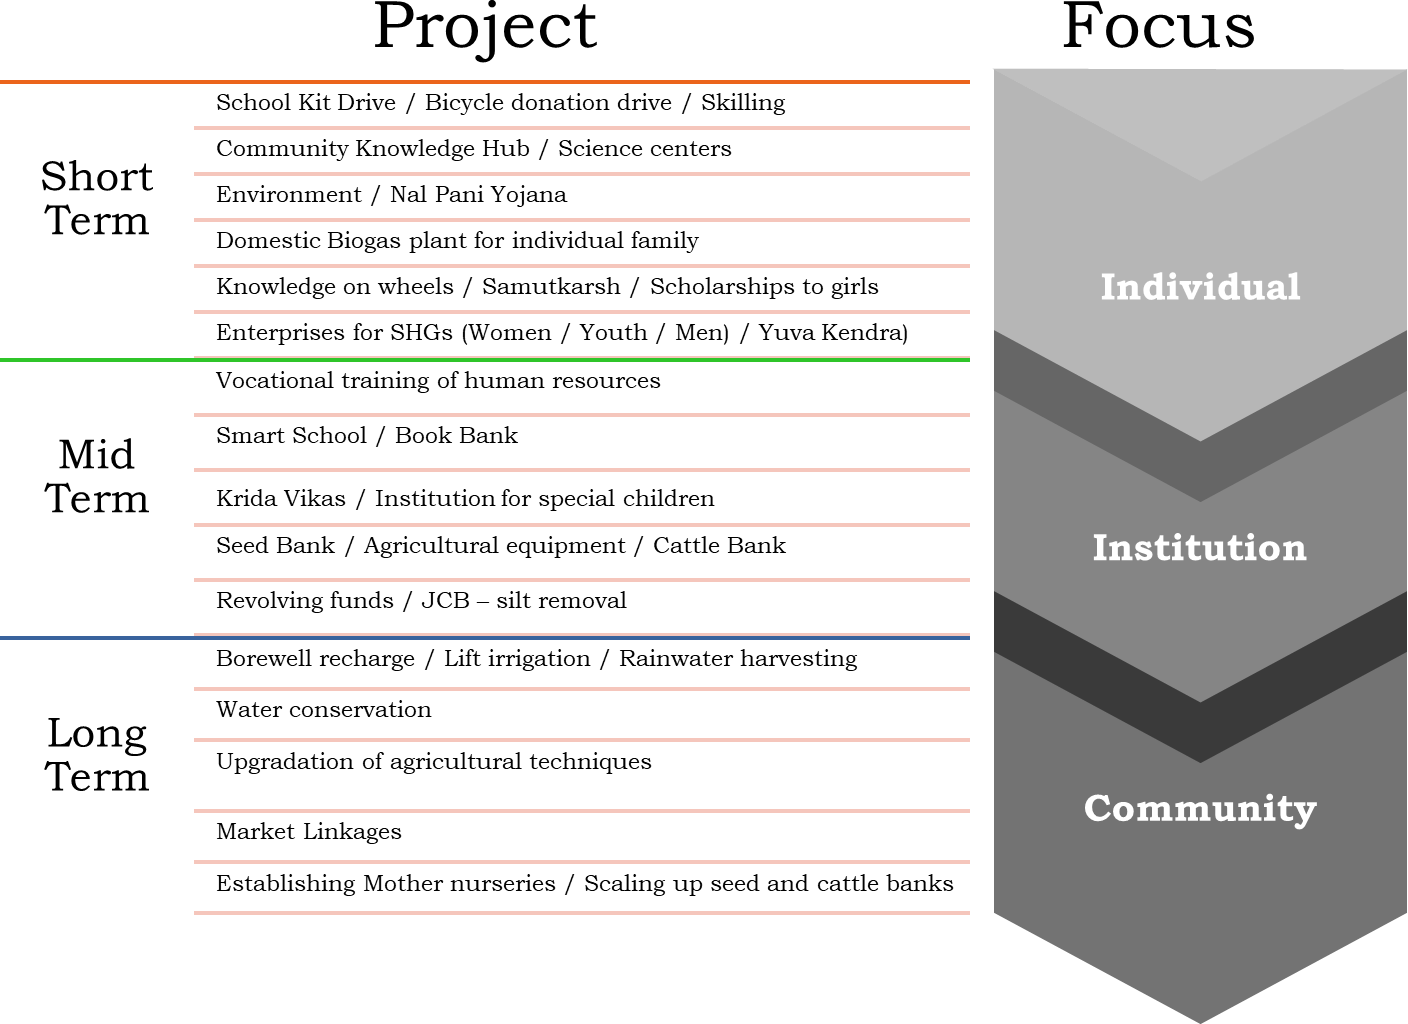 Project
Focus
Short
Term
School Kit Drive / Bicycle donation drive / Skilling
Community Knowledge Hub / Science centers
Environment / Nal Pani Yojana
Domestic Biogas plant for individual family
Knowledge on wheels / Samutkarsh / Scholarships to girls
Enterprises for SHGs (Women / Youth / Men) / Yuva Kendra)
Individual
Mid
Term
Vocational training of human resources
Smart School / Book Bank
Krida Vikas / Institution for special children
Seed Bank / Agricultural equipment / Cattle Bank
Revolving funds / JCB – silt removal
Institution
Long
Term
Borewell recharge / Lift irrigation / Rainwater harvesting
Water conservation
Upgradation of agricultural techniques
Market Linkages
Establishing Mother nurseries / Scaling up seed and cattle banks
Community